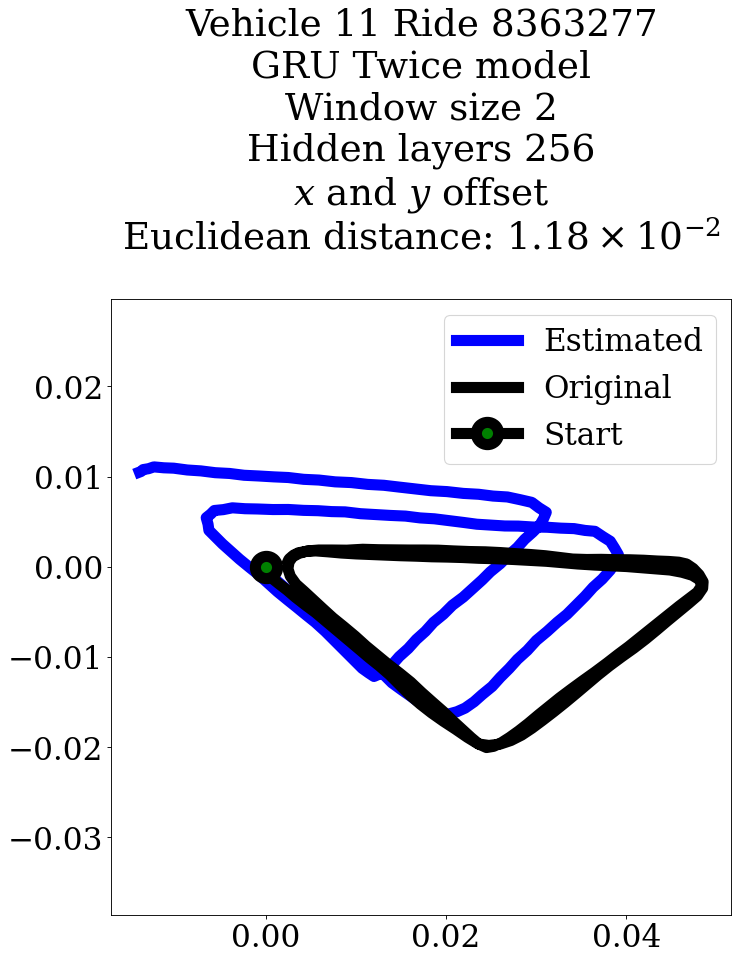 Vehicle 11 Ride 8363277
GRU Twice model
Window size 2
Hidden layers 256
x and y offset
Euclidean distance: 1.18 × 10⁻²
Estimated
Original
Start
0.02
0.01
0.00
−0.01
−0.02
−0.03
0.00 0.02 0.04